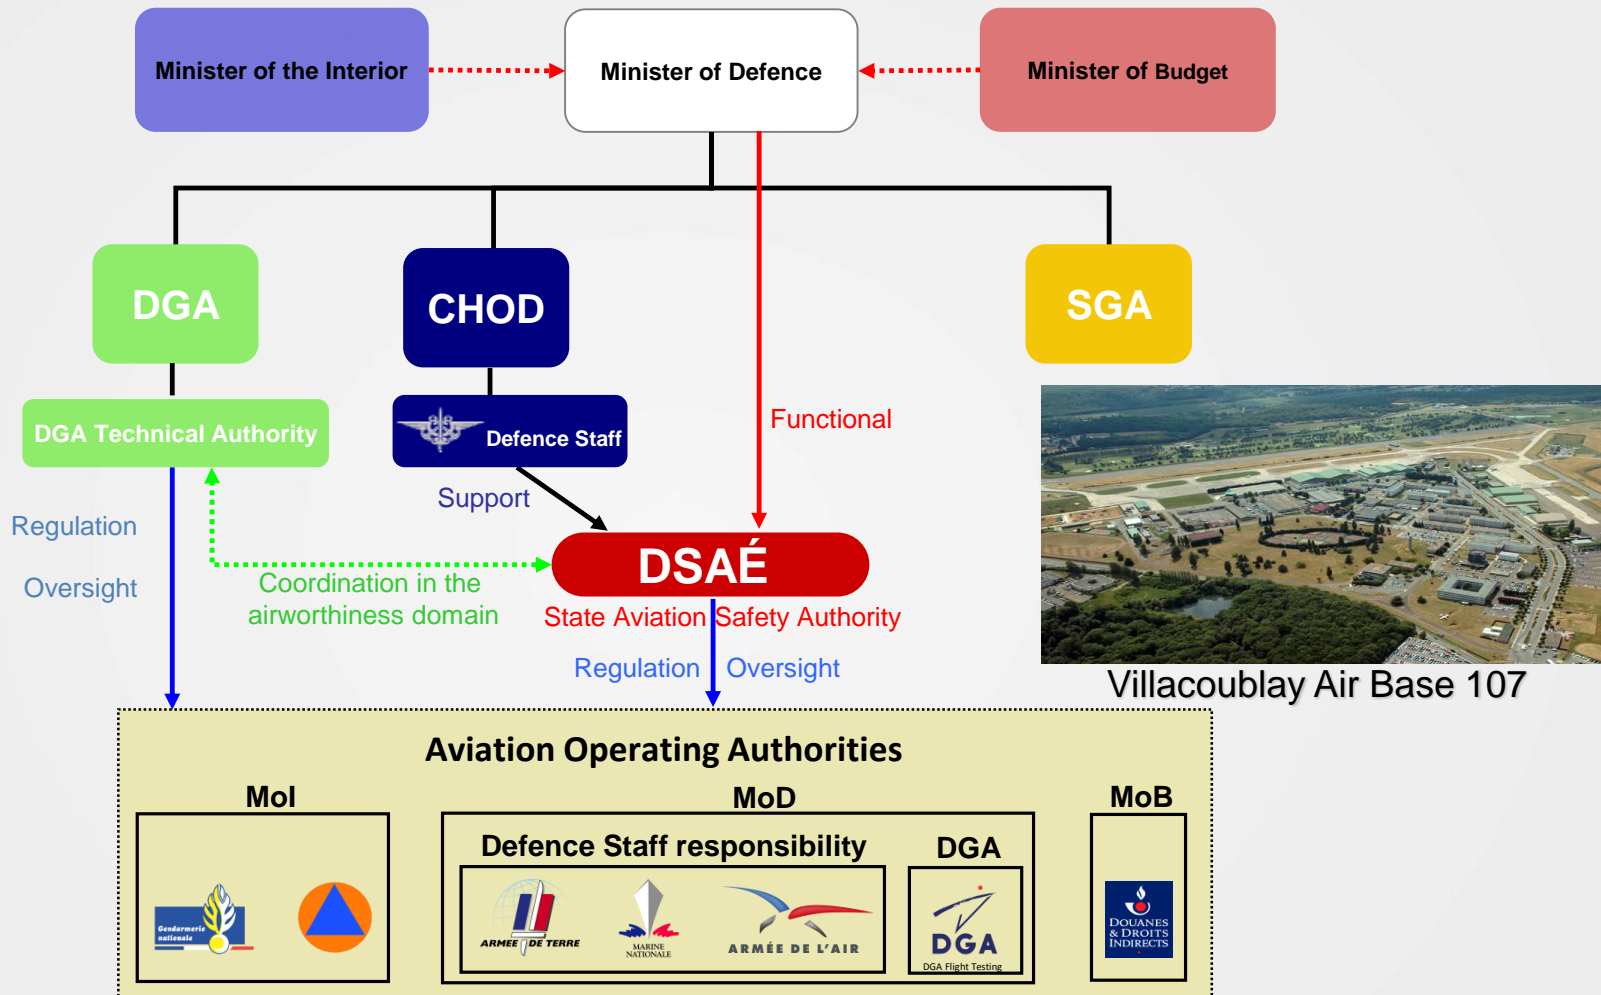 Minister of the Interior
Minister of Defence
Minister of Budget
DGA
CHOD
SGA
DGA Technical Authority
Defence Staff
Functional
Support
Regulation
Oversight
DSAÉ
Coordination in the
airworthiness domain
State Aviation Safety Authority
Regulation Oversight
Villacoublay Air Base 107
Aviation Operating Authorities
MoI
MoD
MoB
Defence Staff responsibility
DGA
Gendarmerie
nationale
ARMEE DE TERRE
MARINE
NATIONALE
ARMÉE DE L'AIR
DGA
DGA Flight Testing
DOUANES
& DROITS
INDIRECTS